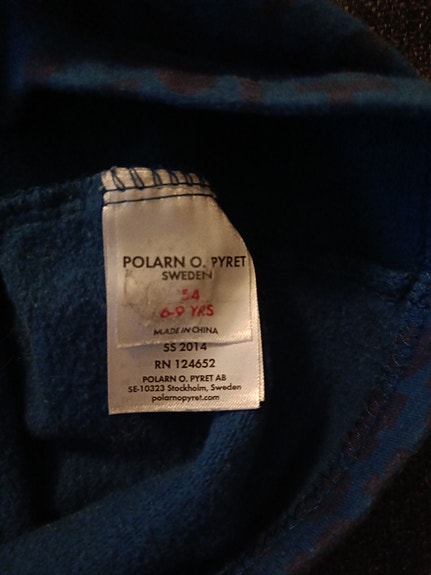 POLARN O. PYRET
SWEDEN
54
6-9 YRS
MADE IN CHINA
SS 2014
RN 124652
POLARN O. PYRET AB
SE-10323 Stockholm, Sweden
polarnopyret.com